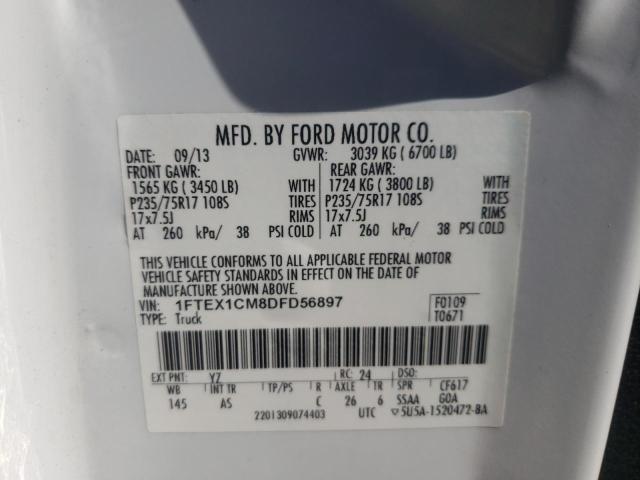 MFD. BY FORD MOTOR CO.
DATE: 09/13 GVWR: 3039 KG ( 6700 LB)
FRONT GAWR: REAR GAWR:
1565 KG ( 3450 LB) WITH 1724 KG ( 3800 LB) WITH
P235/75R17 108S TIRES P235/75R17 108S TIRES
17x7.5J RIMS 17x7.5J RIMS
AT 260 kPa/ 38 PSI COLD AT 260 kPa/ 38 PSI COLD
THIS VEHICLE CONFORMS TO ALL APPLICABLE FEDERAL MOTOR
VEHICLE SAFETY STANDARDS IN EFFECT ON THE DATE OF
MANUFACTURE SHOWN ABOVE.
VIN: 1FTEX1CM8DFD56897 F0109
TYPE: Truck T0671
EXT PNT: YZ RC: 24 DSO:
WB INT TR TP/PS R AXLE TR SPR CF617
145 AS C 26 6 SSAA GOA
2201309074403 UTC ▽5U5A-1520472-BA